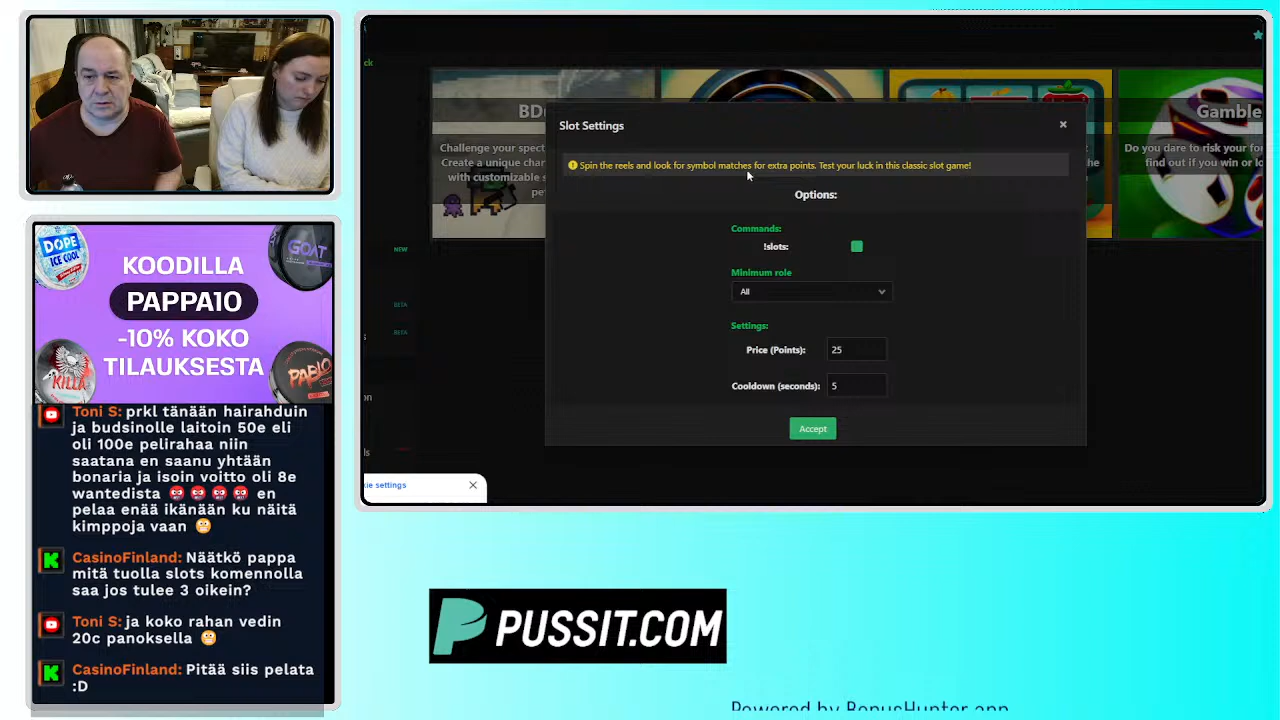 DOPE
ICE COOL
GOAT
KILLA
PABLO
KOODILLA
PAPPA10
-10% KOKO
TILAUKSESTA
Toni S: prkl tänään hairahduin
ja budsinolle laitoin 50e eli
oli 100e pelirahaa niin
saatana en saanu yhtään
bonaria ja isoin voitto oli 8e
wantedista 😡 😡 😡 😡 en
pelaa enää ikänään ku näitä
kimppoja vaan 😬
CasinoFinland: Näätkö pappa
mitä tuolla slots komennolla
saa jos tulee 3 oikein?
Toni S: ja koko rahan vedin
20c panoksella 😬
CasinoFinland: Pitää siis pelata
:D
ck
BD
Challenge your spect
Create a unique char
with customizable s
pe
Gamble
Do you dare to risk your fo
find out if you win or lo
NEW
BETA
BETA
Slot Settings
×
Spin the reels and look for symbol matches for extra points. Test your luck in this classic slot game!
Options:
Commands:
!slots:
Minimum role
All
Settings:
Price (Points): 25
Cooldown (seconds): 5
Accept
kie settings
PUSSIT.COM
Powered by BonusHunter.app